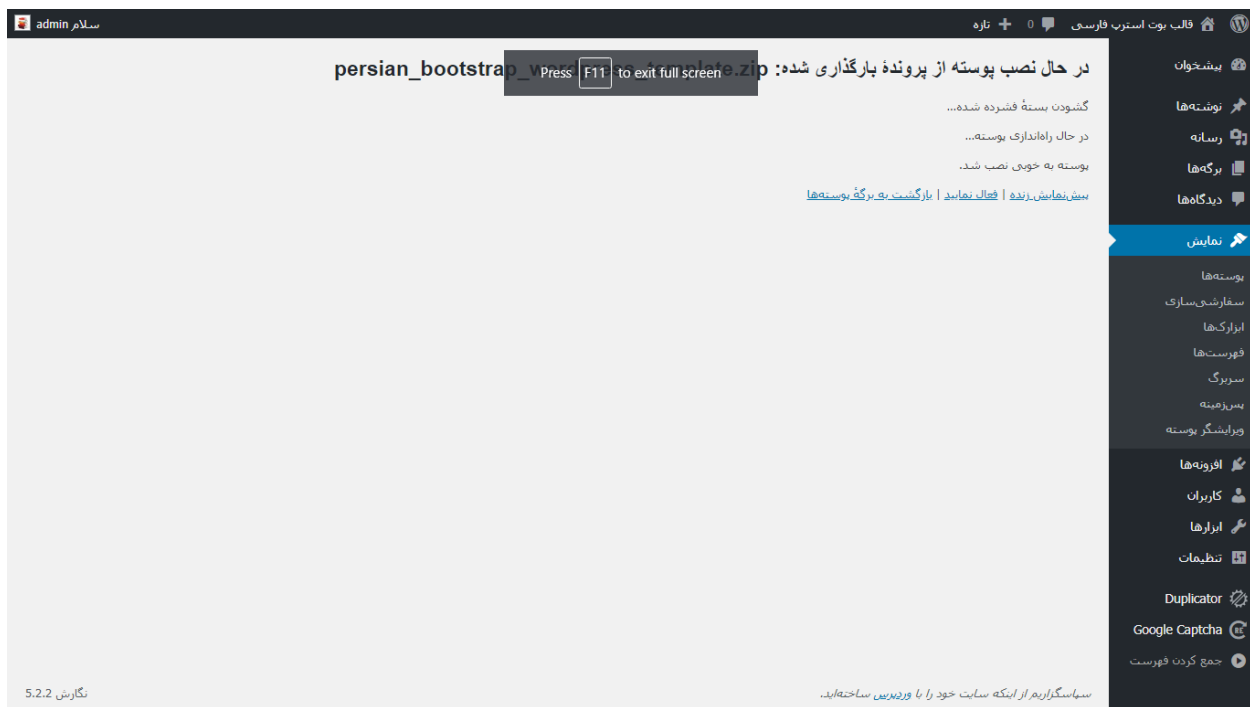 قالب بوت استرپ فارسی 0 تازه
سلام admin
Press F11 to exit full screen
در حال نصب پوسته از پروندهٔ بارگذاری شده: persian_bootstrap_wordpress_template.zip
گشودن بستهٔ فشرده شده...
در حال راه‌اندازی پوسته...
پوسته به خوبی نصب شد.
پیش‌نمایش زنده | فعال نمایید | بازگشت به برگهٔ پوسته‌ها
پیشخوان
نوشته‌ها
رسانه
برگه‌ها
دیدگاه‌ها
نمایش
پوسته‌ها
سفارشی‌سازی
ابزارک‌ها
فهرست‌ها
سربرگ
پس‌زمینه
ویرایشگر پوسته
افزونه‌ها
کاربران
ابزارها
تنظیمات
Duplicator
Google Captcha
جمع کردن فهرست
سپاسگزاریم از اینکه سایت خود را با وردپرس ساخته‌اید.
نگارش 5.2.2